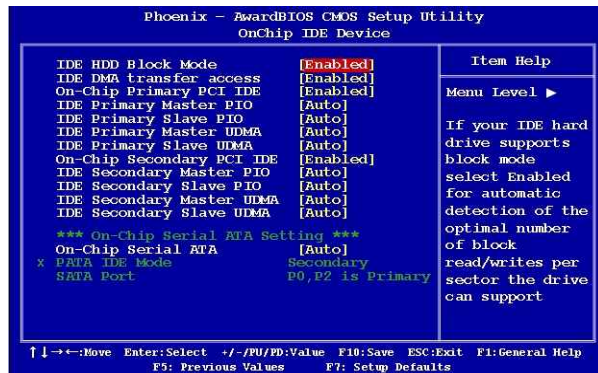 Phoenix – AwardBIOS CMOS Setup Utility
OnChip IDE Device
IDE HDD Block Mode [Enabled]
IDE DMA transfer access [Enabled]
On-Chip Primary PCI IDE [Enabled]
IDE Primary Master PIO [Auto]
IDE Primary Slave PIO [Auto]
IDE Primary Master UDMA [Auto]
IDE Primary Slave UDMA [Auto]
On-Chip Secondary PCI IDE [Enabled]
IDE Secondary Master PIO [Auto]
IDE Secondary Slave PIO [Auto]
IDE Secondary Master UDMA [Auto]
IDE Secondary Slave UDMA [Auto]
*** On-Chip Serial ATA Setting ***
On-Chip Serial ATA [Auto]
x PATA IDE Mode Secondary
SATA Port P0,P2 is Primary
Item Help
Menu Level ►
If your IDE hard
drive supports
block mode
select Enabled
for automatic
detection of the
optimal number
of block
read/writes per
sector the drive
can support
↑↓→←:Move Enter:Select +/-/PU/PD:Value F10:Save ESC:Exit F1:General Help
F5: Previous Values F7: Setup Defaults